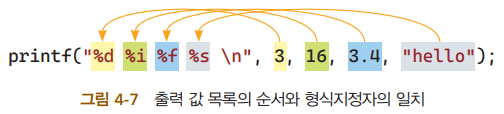 printf("%d %i %f %s \n", 3, 16, 3.4, "hello");
그림 4-7 출력 값 목록의 순서와 형식지정자의 일치